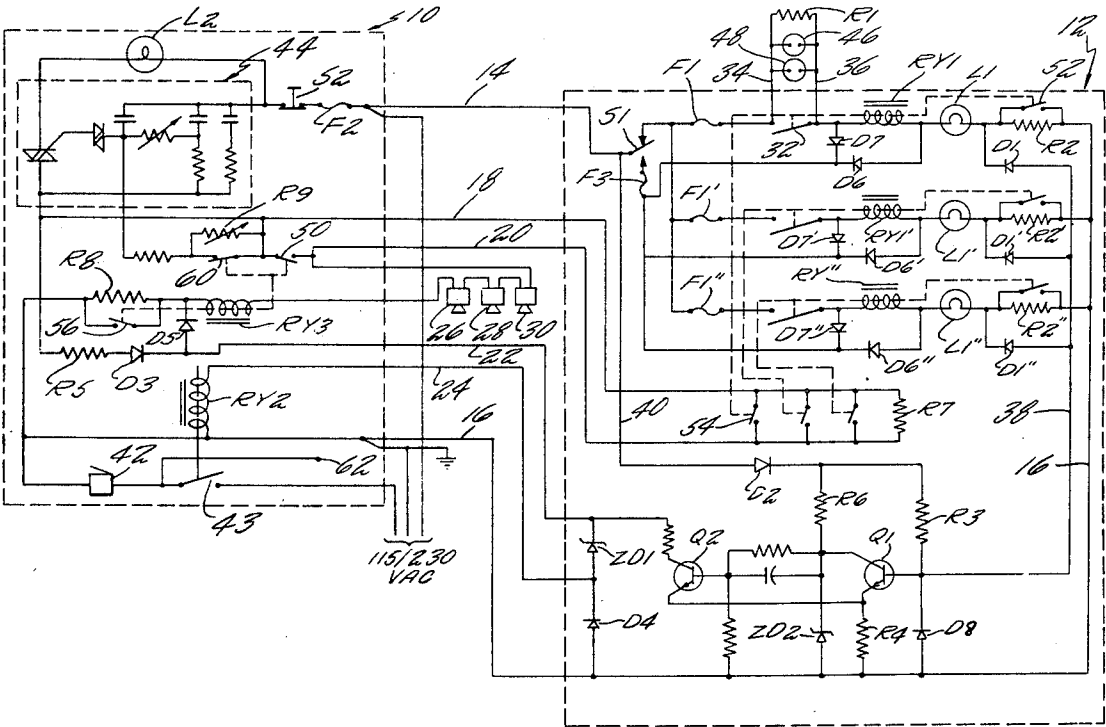 L2
10
44
S2
F2
14
48
46
R1
34
36
F1
RY1
L1
52
12
S1
32
D7
D6
D1
R2
F3
R9
18
20
50
60
R8
56
D5
RY3
26
28
30
22
R5
D3
24
RY2
16
42
62
43
115/230
VAC
F1'
D7'
RY1'
D6'
L1'
D1'
R2'
F1"
RY"
D7"
D6"
L1"
D1"
R2"
54
R7
40
38
16
D2
R6
R3
ZD1
Q2
Q1
D4
ZD2
R4
D8